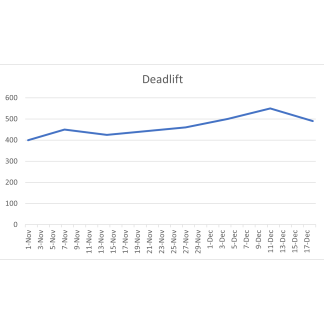 Deadlift
600
500
400
300
200
100
0
1-Nov
3-Nov
5-Nov
7-Nov
9-Nov
11-Nov
13-Nov
15-Nov
17-Nov
19-Nov
21-Nov
23-Nov
25-Nov
27-Nov
29-Nov
1-Dec
3-Dec
5-Dec
7-Dec
9-Dec
11-Dec
13-Dec
15-Dec
17-Dec